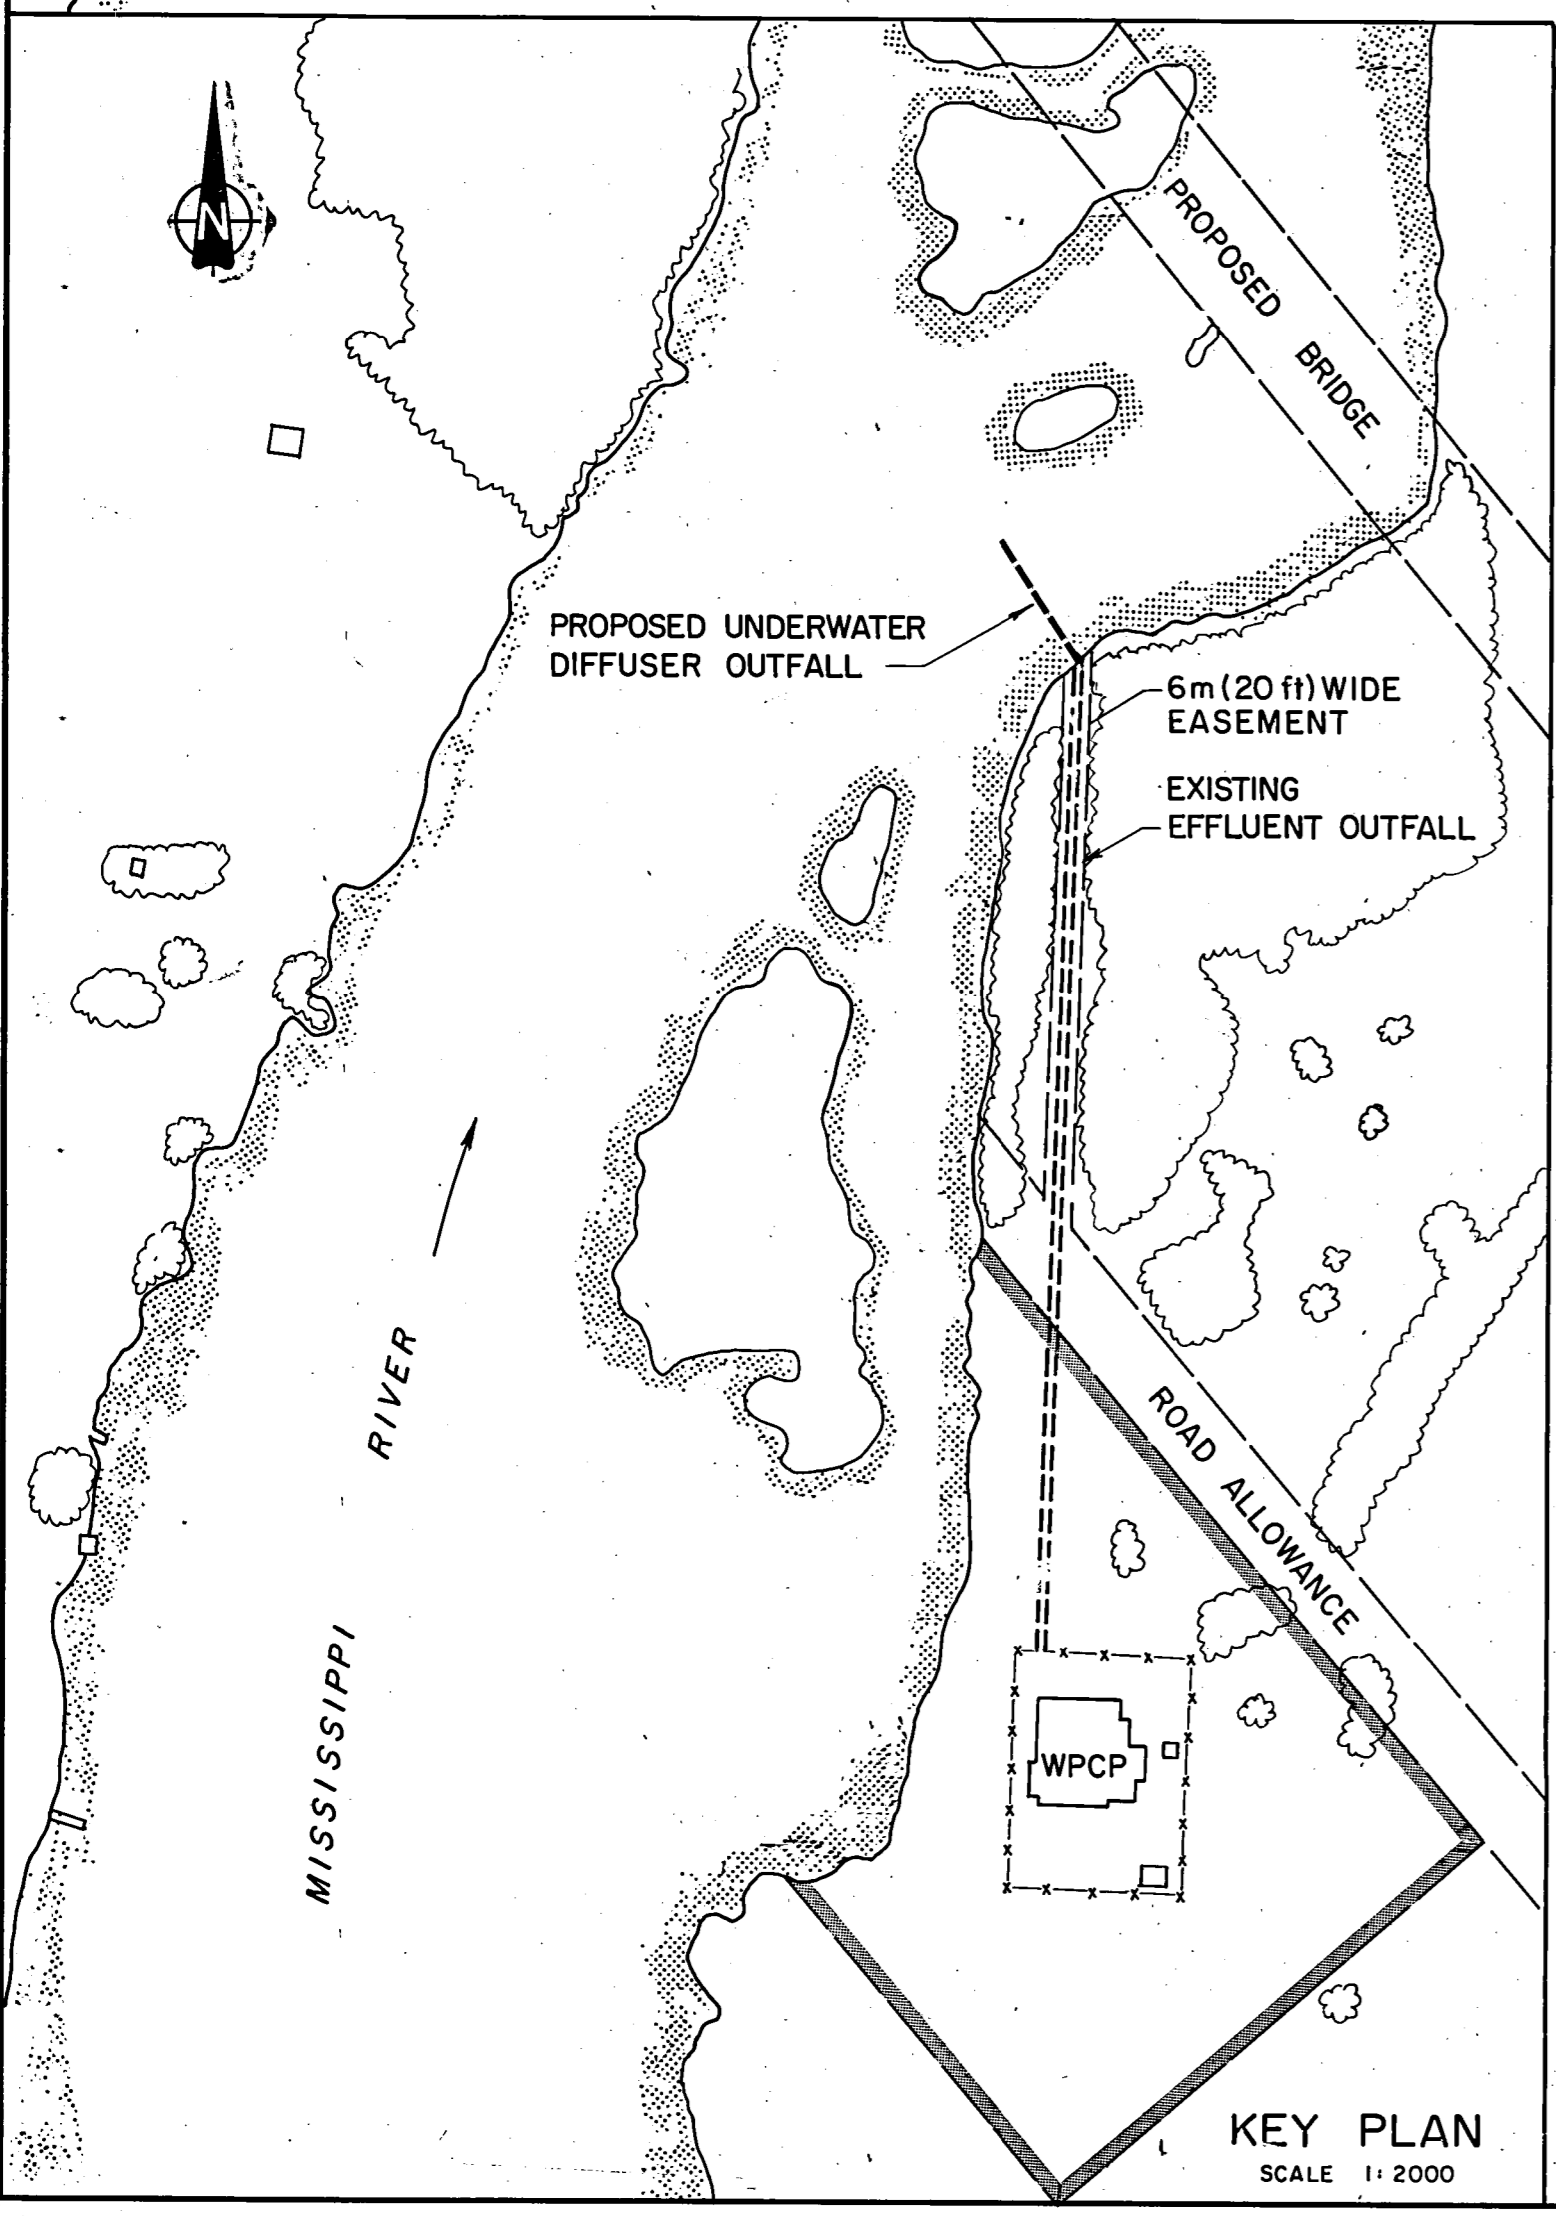 N
PROPOSED BRIDGE
PROPOSED UNDERWATER
DIFFUSER OUTFALL
6m (20 ft) WIDE
EASEMENT
EXISTING
EFFLUENT OUTFALL
MISSISSIPPI RIVER
ROAD ALLOWANCE
WPCP
KEY PLAN
SCALE 1:2000